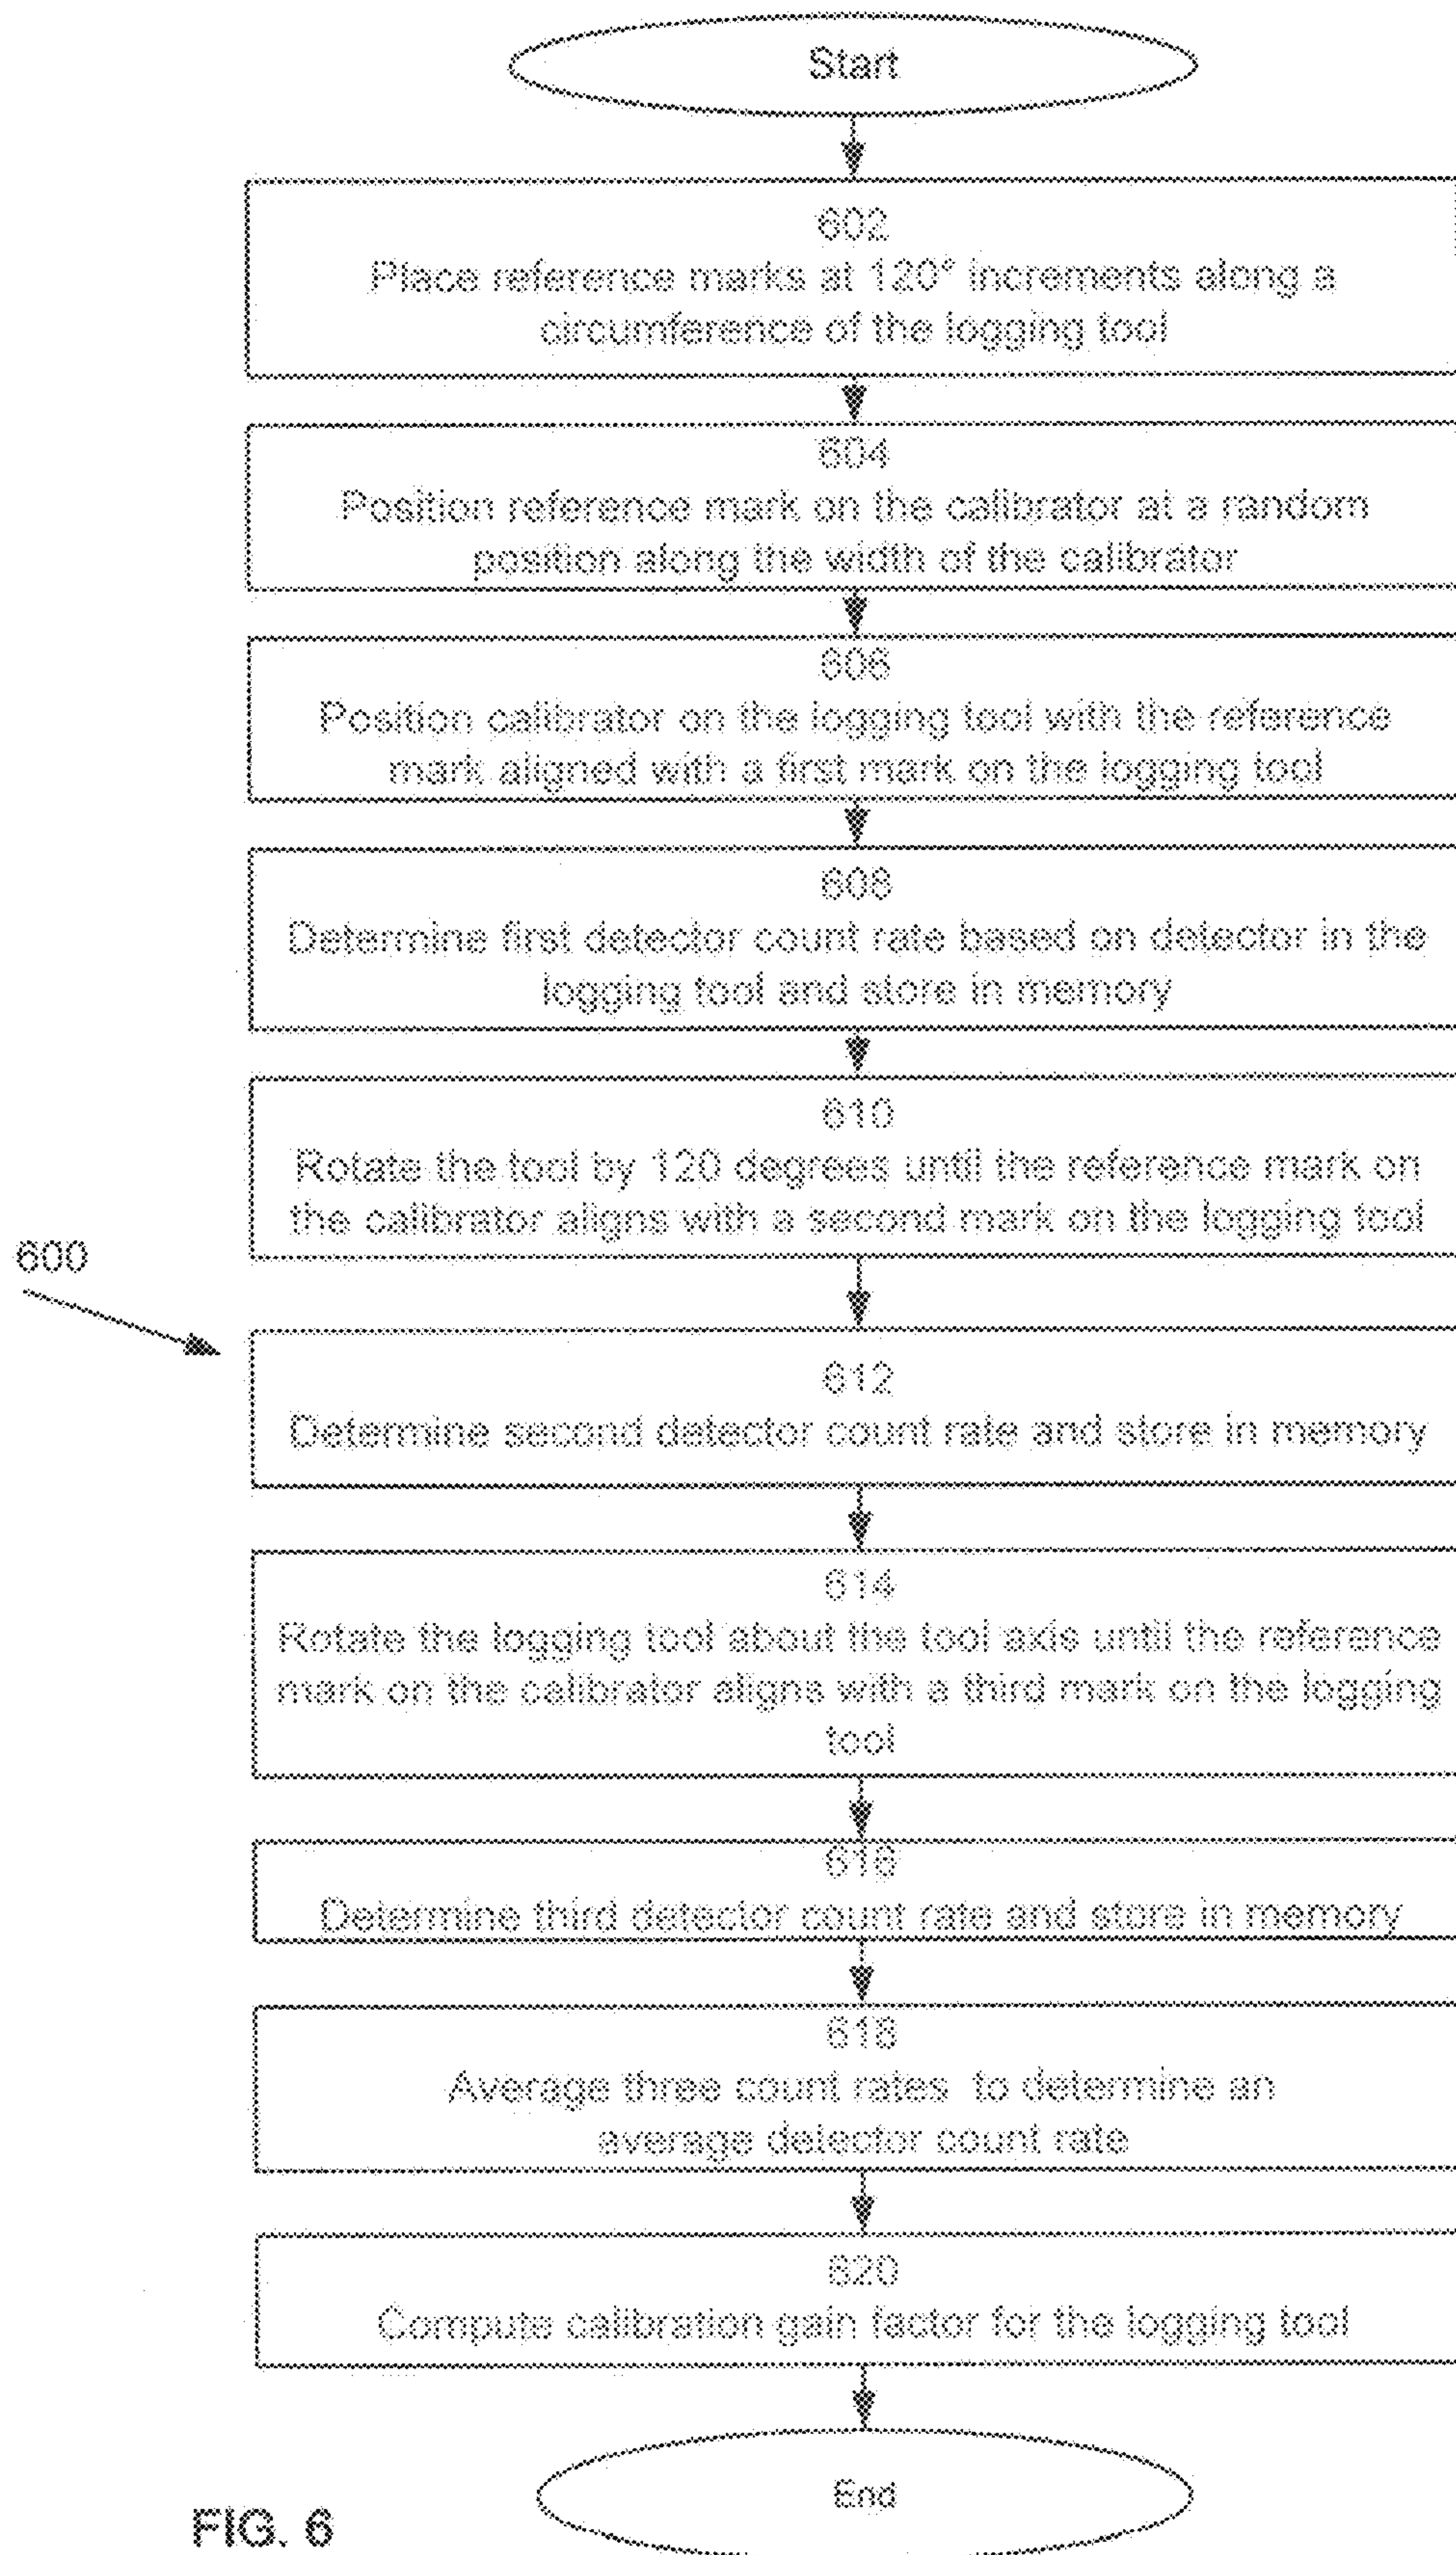 Start
602
Place reference marks at 120° increments along a
circumference of the logging tool
604
Position reference mark on the calibrator at a random
position along the width of the calibrator
606
Position calibrator on the logging tool with the reference
mark aligned with a first mark on the logging tool
608
Determine first detector count rate based on detector in the
logging tool and store in memory
610
Rotate the tool by 120 degrees until the reference mark on
the calibrator aligns with a second mark on the logging tool
600
612
Determine second detector count rate and store in memory
614
Rotate the logging tool about the tool axis until the reference
mark on the calibrator aligns with a third mark on the logging
tool
616
Determine third detector count rate and store in memory
618
Average three count rates to determine an
average detector count rate
620
Compute calibration gain factor for the logging tool
End
FIG. 6